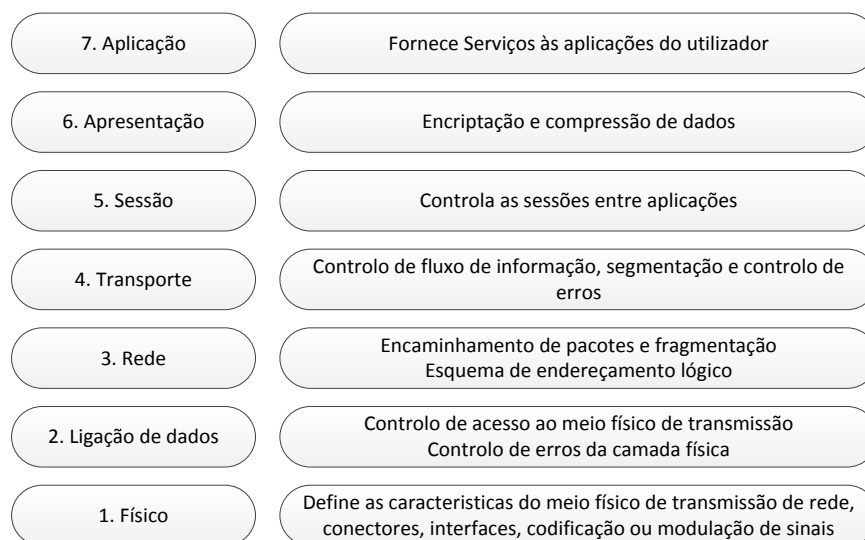 7. Aplicação
Fornece Serviços às aplicações do utilizador
6. Apresentação
Encriptação e compressão de dados
5. Sessão
Controla as sessões entre aplicações
4. Transporte
Controlo de fluxo de informação, segmentação e controlo de
erros
3. Rede
Encaminhamento de pacotes e fragmentação
Esquema de endereçamento lógico
2. Ligação de dados
Controlo de acesso ao meio físico de transmissão
Controlo de erros da camada física
1. Físico
Define as caracteristicas do meio físico de transmissão de rede,
conectores, interfaces, codificação ou modulação de sinais